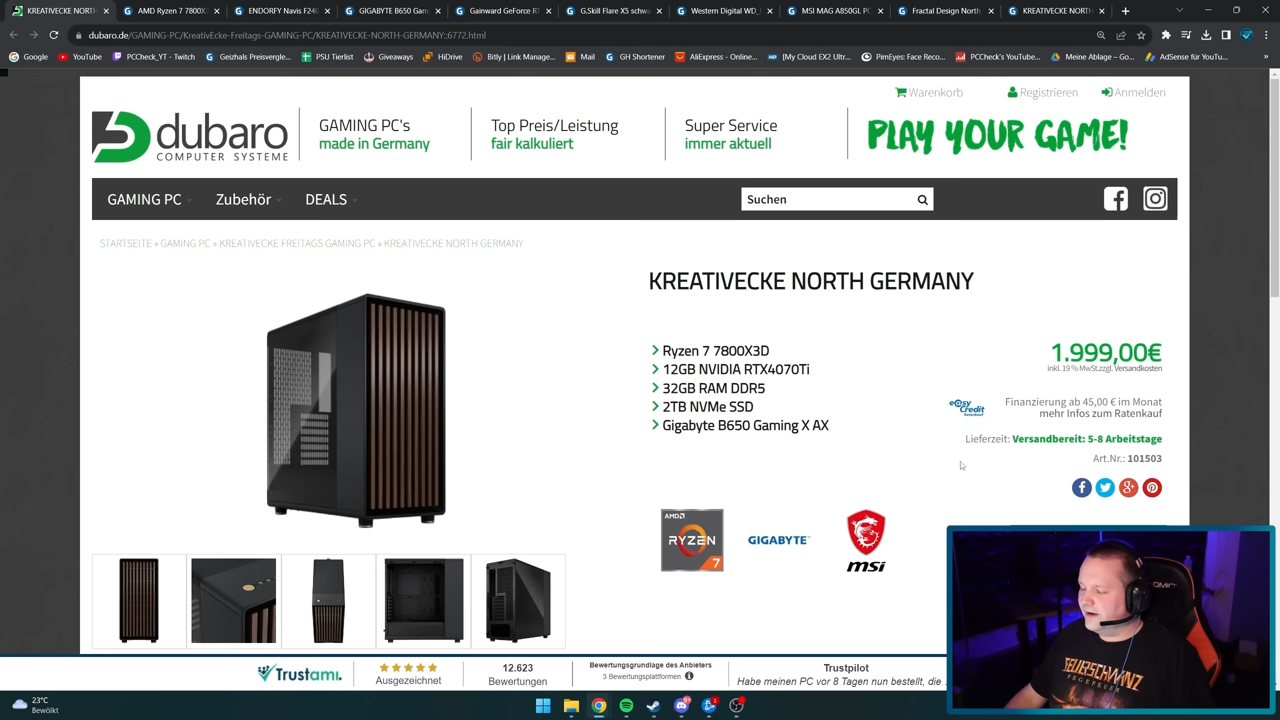 KREATIVECKE NORTH
AMD Ryzen 7 7800X3
ENDORFY Navis F240
GIGABYTE B650 Gam
Gainward GeForce R
G.Skill Flare X5 schwa
Western Digital WD_
MSI MAG A850GL PC
Fractal Design North
KREATIVECKE NORTH
dubaro.de/GAMING-PC/KreativEcke-Freitags-GAMING-PC/KREATIVECKE-NORTH-GERMANY::6772.html
Google
YouTube
PCCheck_YT - Twitch
Geizhals Preisvergle...
PSU Tierlist
Giveaways
HiDrive
Bitly | Link Manage...
Mail
GH Shortener
AliExpress - Online...
[My Cloud EX2 Ultr...
PimEyes: Face Reco...
PCCheck's YouTube...
Meine Ablage – Go...
AdSense für YouTu...
»
Warenkorb
Registrieren
Anmelden
dubaro
COMPUTER SYSTEME
GAMING PC's
made in Germany
Top Preis/Leistung
fair kalkuliert
Super Service
immer aktuell
PLAY YOUR GAME!
GAMING PC
Zubehör
DEALS
Suchen
STARTSEITE » GAMING PC » KREATIVECKE FREITAGS GAMING PC » KREATIVECKE NORTH GERMANY
KREATIVECKE NORTH GERMANY
Ryzen 7 7800X3D
12GB NVIDIA RTX4070Ti
32GB RAM DDR5
2TB NVMe SSD
Gigabyte B650 Gaming X AX
1.999,00€
inkl. 19 % MwSt.zzgl. Versandkosten
easy Credit
Finanzierung ab 45,00 € im Monat
mehr Infos zum Ratenkauf
Lieferzeit: Versandbereit: 5-8 Arbeitstage
Art.Nr.: 101503
AMD
RYZEN
7
GIGABYTE™
msi
Trustami.
Ausgezeichnet
12.623
Bewertungen
Bewertungsgrundlage des Anbieters
3 Bewertungsplattformen
Trustpilot
Habe meinen PC vor 8 Tagen nun bestellt, die ...
OMEN
FEUERSCHWANZ
FEGEFEUER
23°C
Bewölkt